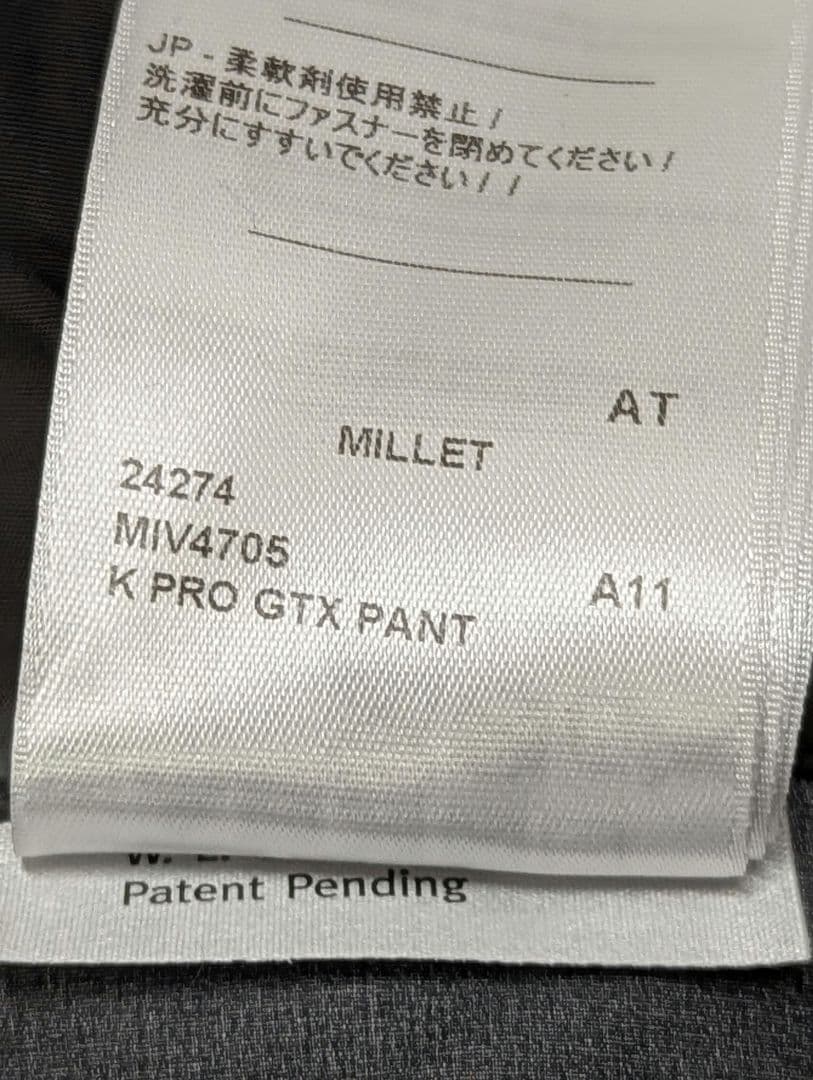 JP - 柔軟剤使用禁止!
洗濯前にファスナーを閉めてください!
充分にすすいでください!!
AT
MILLET
24274
MIV4705
K PRO GTX PANT
A11
Patent Pending